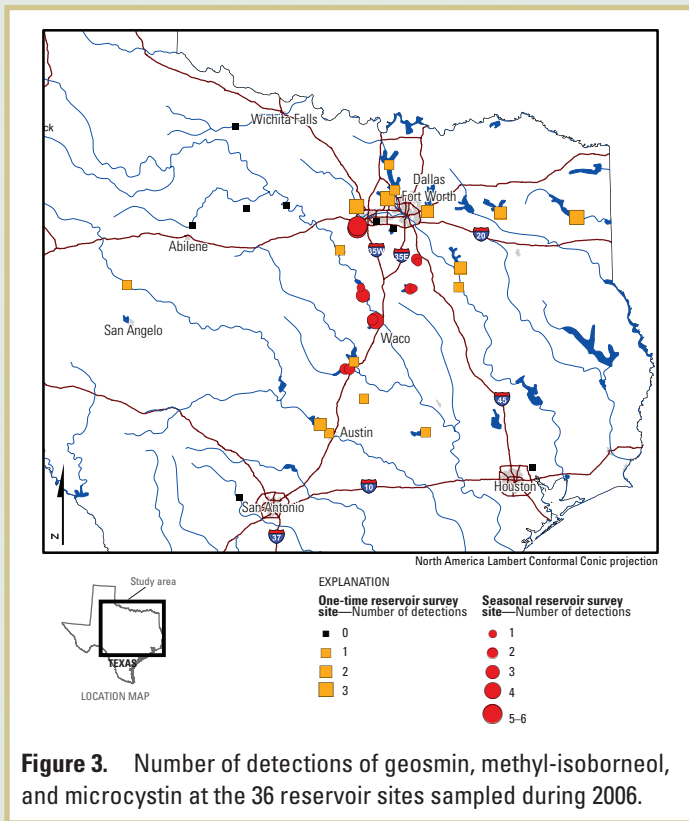 ck
Wichita Falls
Dallas
Fort Worth
20
Abilene
35W
35E
San Angelo
Waco
45
Austin
Houston
10
San Antonio
37
N
North America Lambert Conformal Conic projection
Study area
TEXAS
LOCATION MAP
EXPLANATION
One-time reservoir survey
site—Number of detections
0
1
2
3
Seasonal reservoir survey
site—Number of detections
1
2
3
4
5–6
Figure 3. Number of detections of geosmin, methyl-isoborneol,
and microcystin at the 36 reservoir sites sampled during 2006.